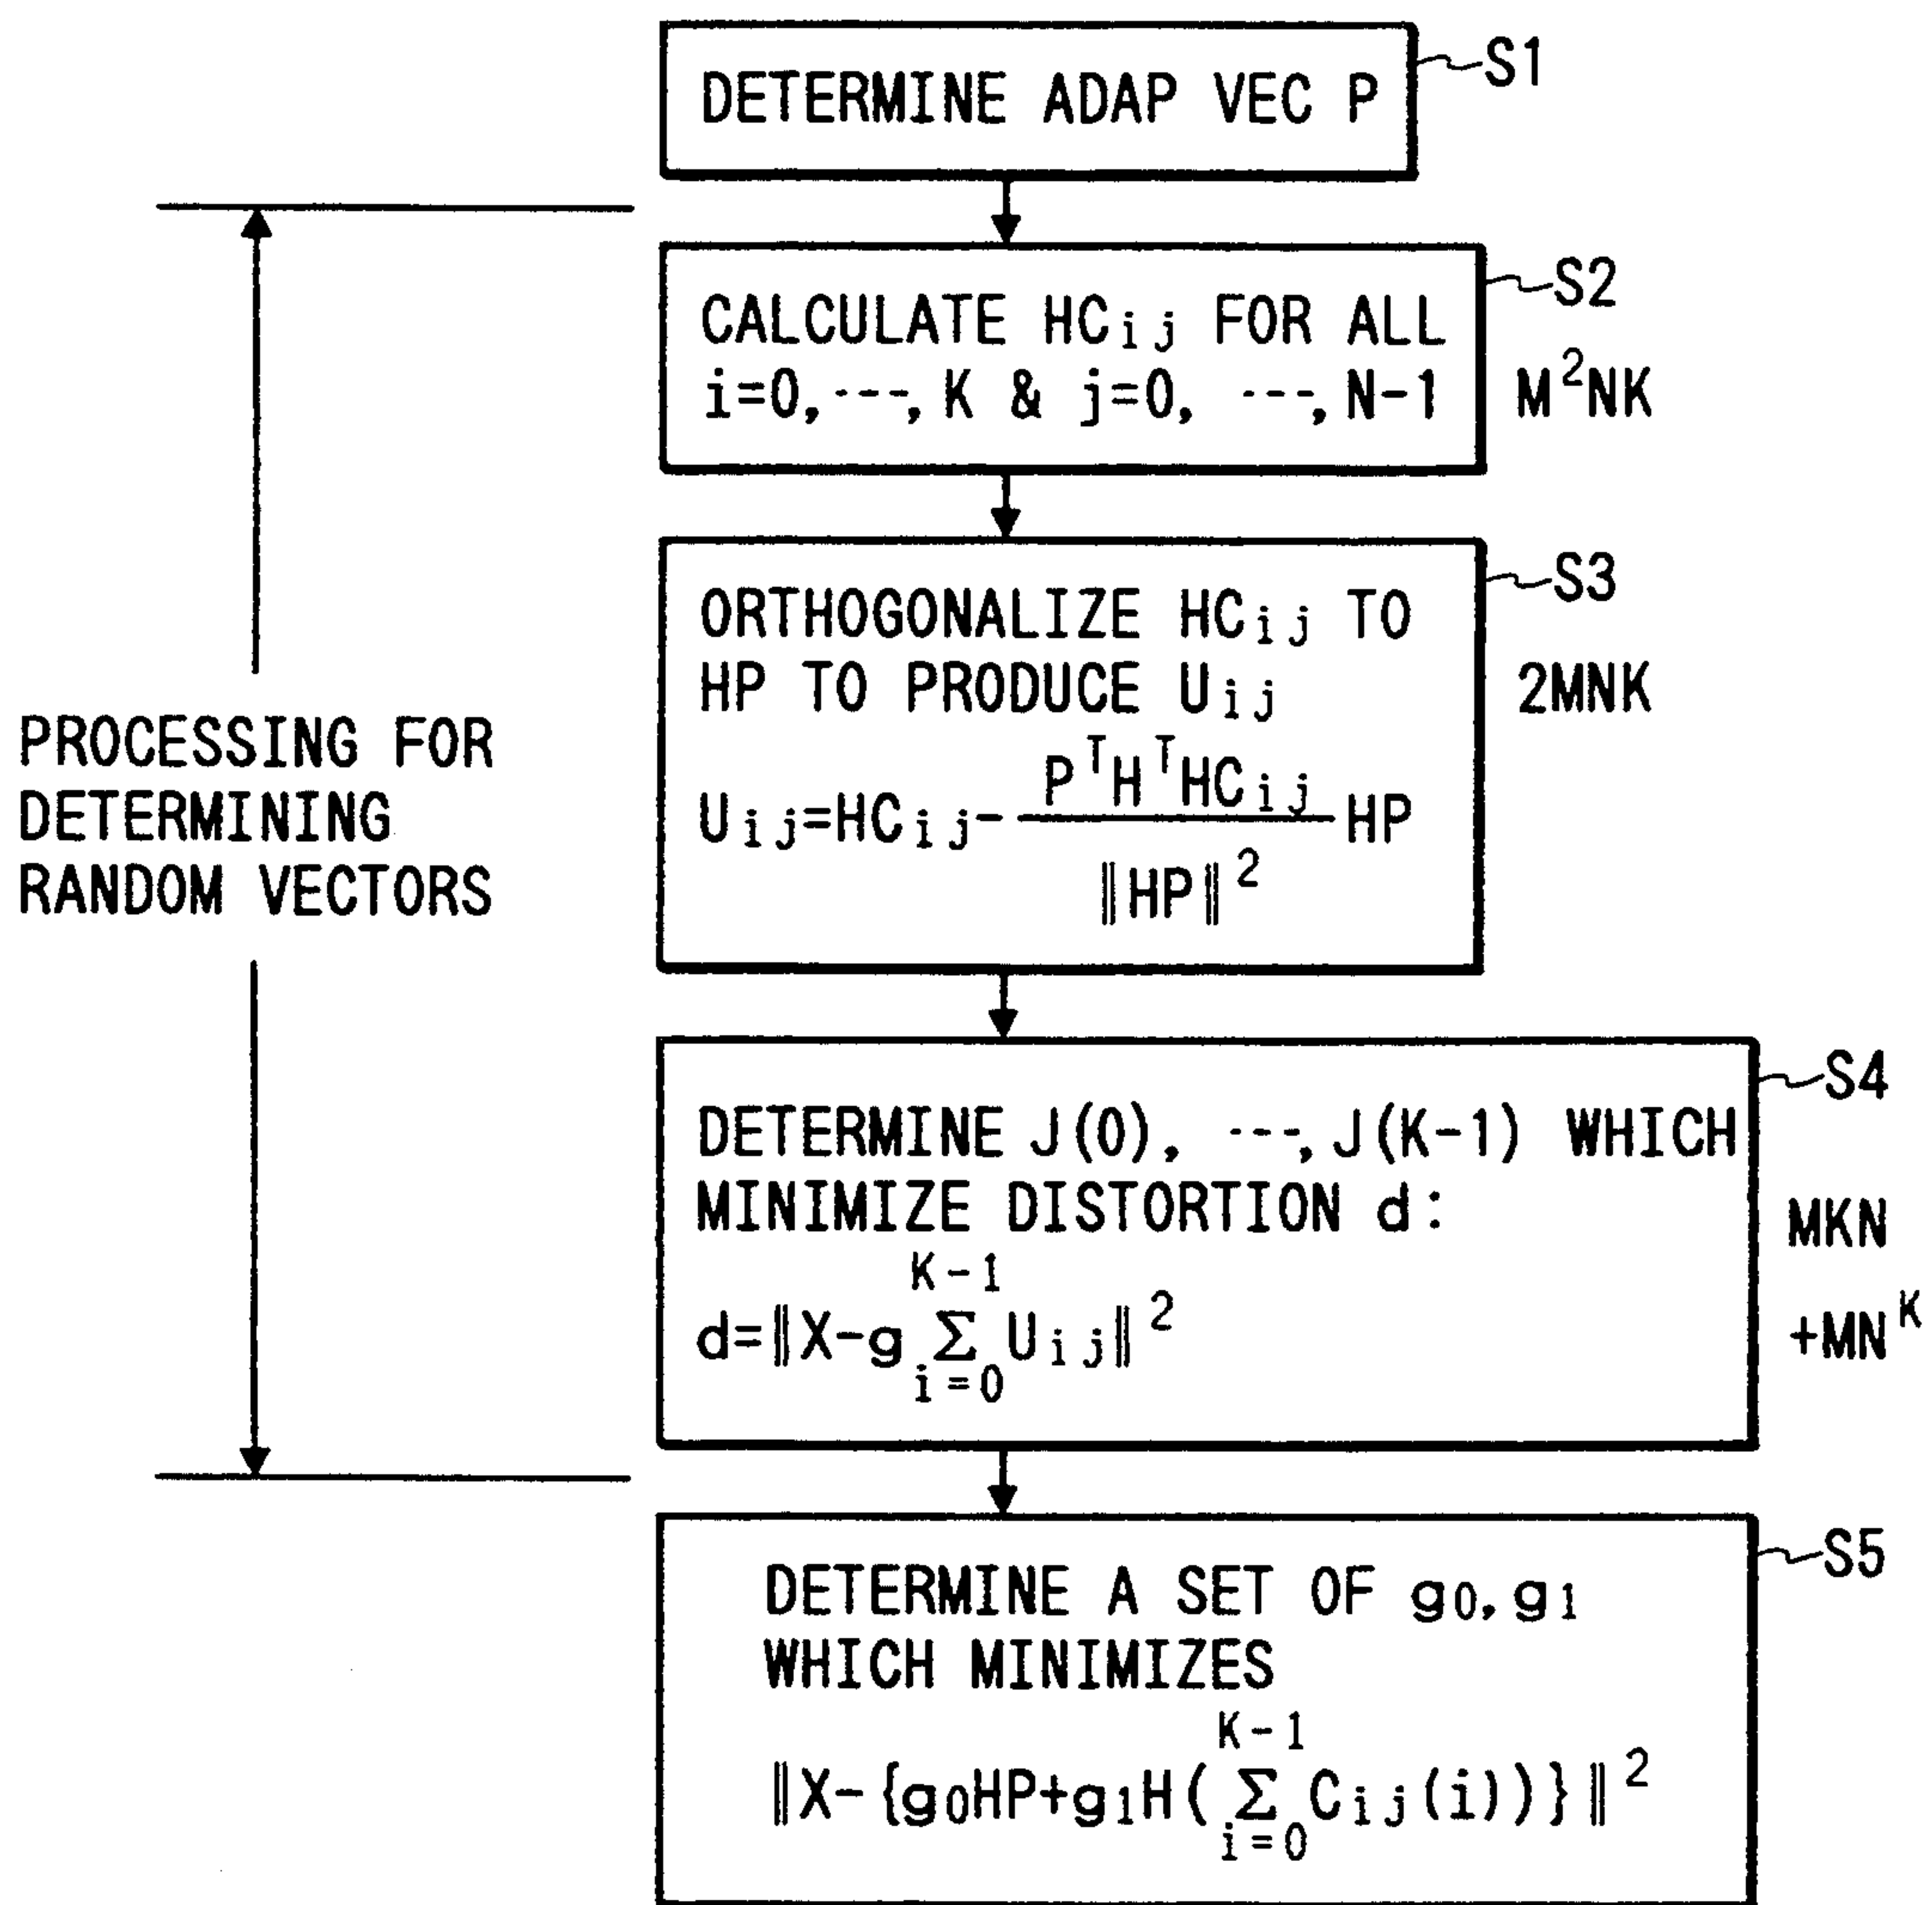 DETERMINE ADAP VEC P
S1
CALCULATE HCij FOR ALL
i=0,---,K & j=0, ---,N-1
S2
M²NK
ORTHOGONALIZE HCij TO
HP TO PRODUCE Uij
Uij=HCij- PᵀHᵀHCij / ‖HP‖² HP
S3
2MNK
PROCESSING FOR
DETERMINING
RANDOM VECTORS
DETERMINE J(0), ---,J(K-1) WHICH
MINIMIZE DISTORTION d:
K-1
d=‖X-g Σ Uij‖²
i=0
S4
MKN
+MNᴷ
DETERMINE A SET OF g₀,g₁
WHICH MINIMIZES
K-1
‖X-{g₀HP+g₁H( Σ Cij(i))}‖²
i=0
S5